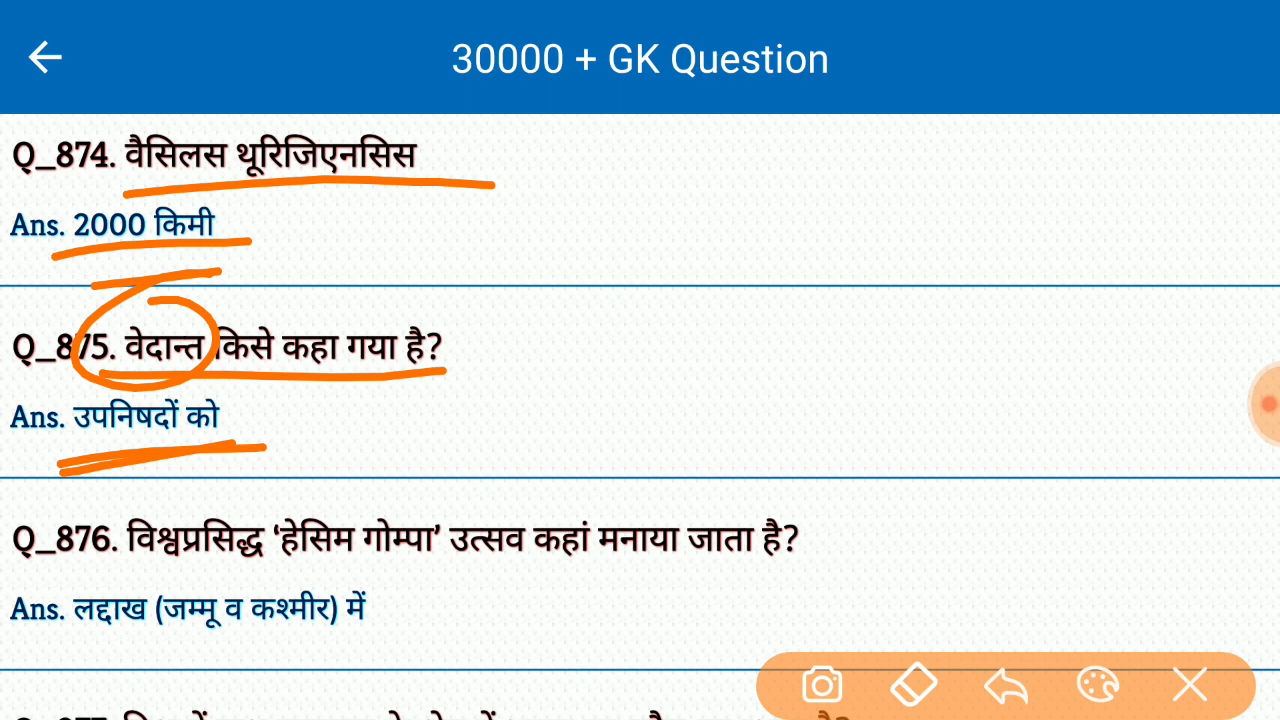 30000 + GK Question
Q_874. वैसिलस थूरिजिएनसिस
Ans. 2000 किमी
Q_875. वेदान्त किसे कहा गया है?
Ans. उपनिषदों को
Q_876. विश्वप्रसिद्ध ‘हेसिम गोम्पा’ उत्सव कहां मनाया जाता है?
Ans. लद्दाख (जम्मू व कश्मीर) में